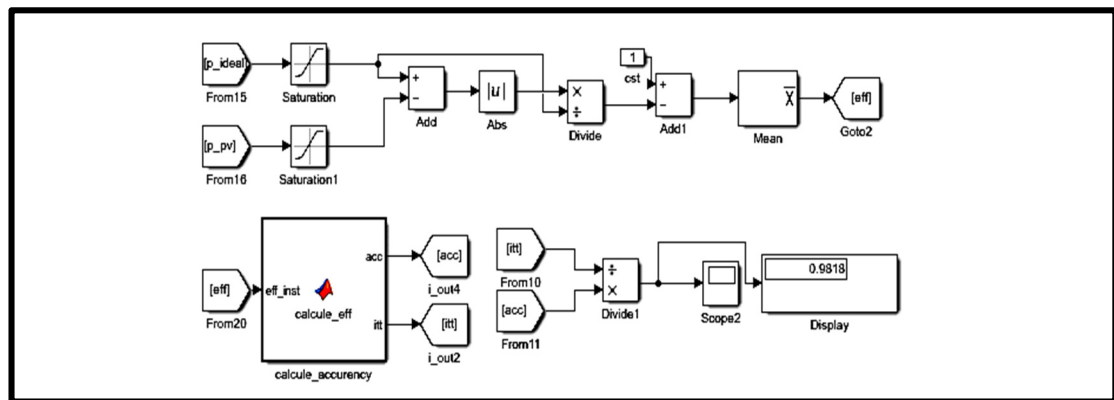 [p_ideal]
From15
Saturation
+
−
Add
|u|
Abs
×
÷
Divide
1
cst
+
−
Add1
X
Mean
[eff]
Goto2
[p_pv]
From16
Saturation1
[eff]
From20
eff_inst
calcule_eff
acc
itt
calcule_accurency
[acc]
i_out4
[itt]
i_out2
[itt]
From10
[acc]
From11
÷
×
Divide1
Scope2
0.9818
Display